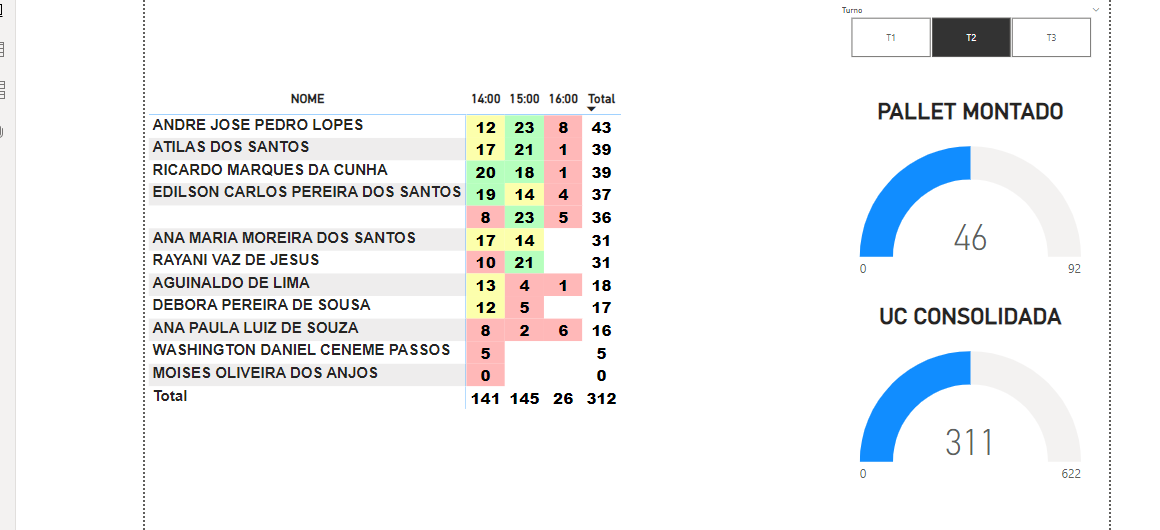 Turno
T1 T2 T3
NOME 14:00 15:00 16:00 Total
ANDRE JOSE PEDRO LOPES 12 23 8 43
ATILAS DOS SANTOS 17 21 1 39
RICARDO MARQUES DA CUNHA 20 18 1 39
EDILSON CARLOS PEREIRA DOS SANTOS 19 14 4 37
8 23 5 36
ANA MARIA MOREIRA DOS SANTOS 17 14 31
RAYANI VAZ DE JESUS 10 21 31
AGUINALDO DE LIMA 13 4 1 18
DEBORA PEREIRA DE SOUSA 12 5 17
ANA PAULA LUIZ DE SOUZA 8 2 6 16
WASHINGTON DANIEL CENEME PASSOS 5 5
MOISES OLIVEIRA DOS ANJOS 0 0
Total 141 145 26 312
PALLET MONTADO
46
0 92
UC CONSOLIDADA
311
0 622